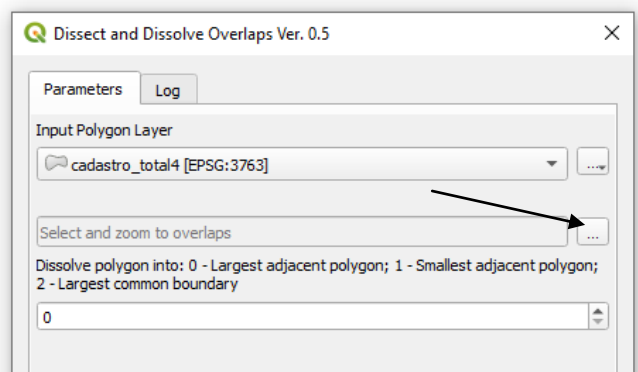 Dissect and Dissolve Overlaps Ver. 0.5
Parameters
Log
Input Polygon Layer
cadastro_total4 [EPSG:3763]
...
Select and zoom to overlaps
...
Dissolve polygon into: 0 - Largest adjacent polygon; 1 - Smallest adjacent polygon;
2 - Largest common boundary
0